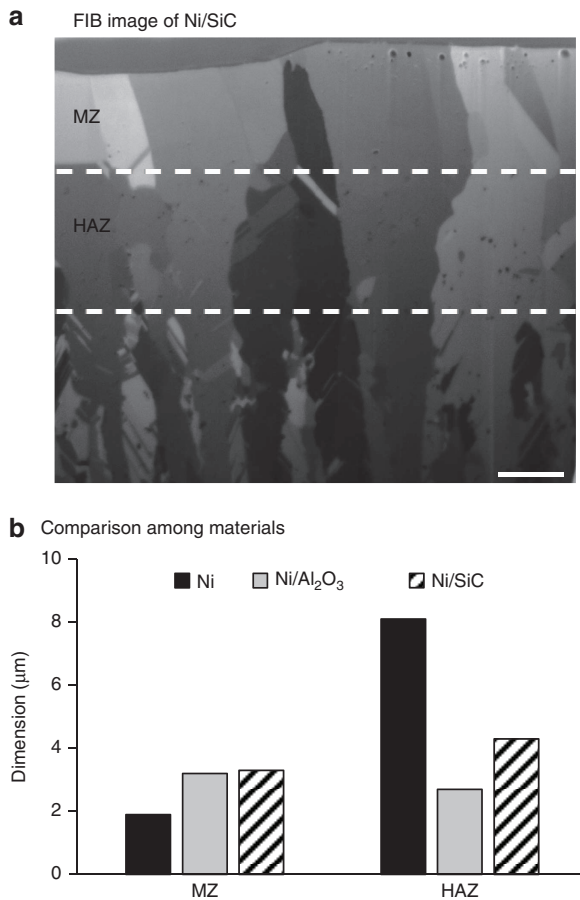 a FIB image of Ni/SiC
MZ
HAZ
b Comparison among materials
10
Ni Ni/Al₂O₃ Ni/SiC
8
6
4
2
0
Dimension (μm)
MZ HAZ